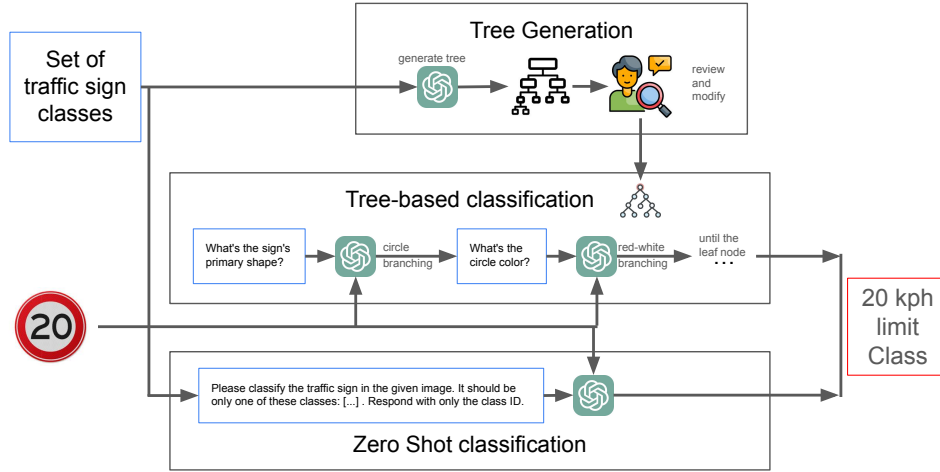 Tree Generation
Set of
traffic sign
classes
generate tree
review
and
modify
Tree-based classification
What's the sign's
primary shape?
circle
branching
What's the
circle color?
red-white
branching
until the
leaf node
...
20
20 kph
limit
Class
Please classify the traffic sign in the given image. It should be
only one of these classes: [...] . Respond with only the class ID.
Zero Shot classification